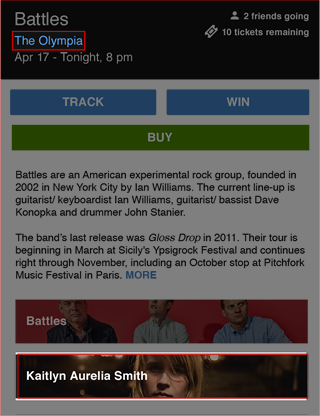 Battles
2 friends going
The Olympia
10 tickets remaining
Apr 17 - Tonight, 8 pm
TRACK
WIN
BUY
Battles are an American experimental rock group, founded in
2002 in New York City by Ian Williams. The current line-up is
guitarist/ keyboardist Ian Williams, guitarist/ bassist Dave
Konopka and drummer John Stanier.
The band's last release was Gloss Drop in 2011. Their tour is
beginning in March at Sicily's Ypsigrock Festival and continues
right through November, including an October stop at Pitchfork
Music Festival in Paris. MORE
Battles
Kaitlyn Aurelia Smith